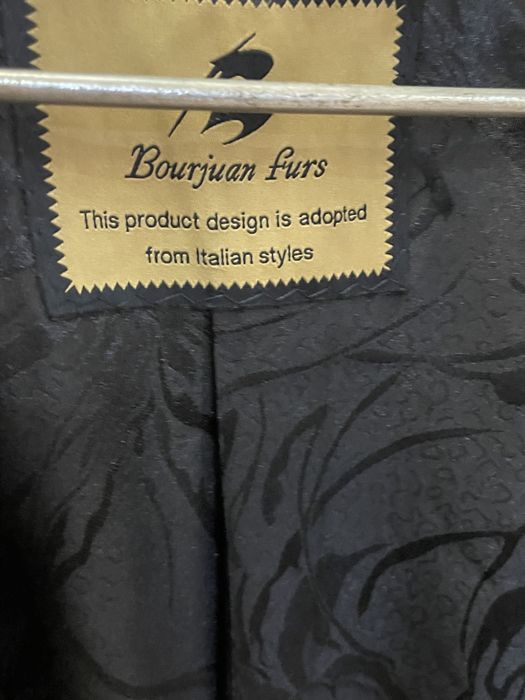 Bourjuan furs
This product design is adopted
from Italian styles